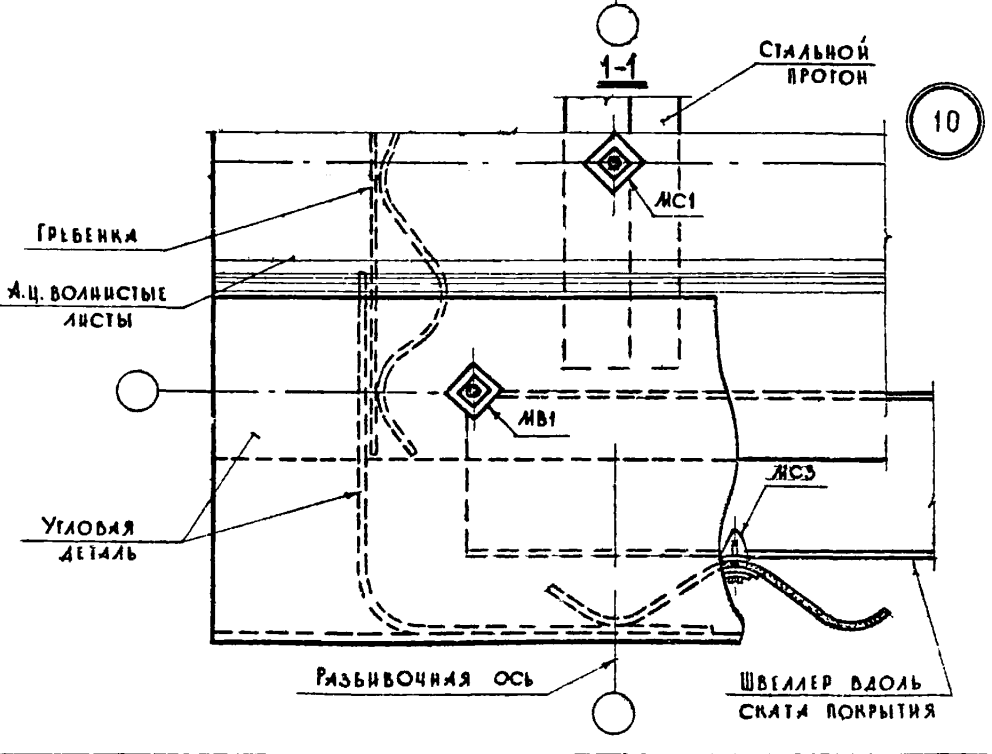 1-1
СТАЛЬНОЙ
ПРОГОН
10
МС1
ГРЕБЕНКА
А.Ц. ВОЛНИСТЫЕ
ЛИСТЫ
МВ1
МС3
УГЛОВАЯ
ДЕТАЛЬ
РАЗБИВОЧНАЯ ОСЬ
ШВЕЛЛЕР ВДОЛЬ
СКАТА ПОКРЫТИЯ